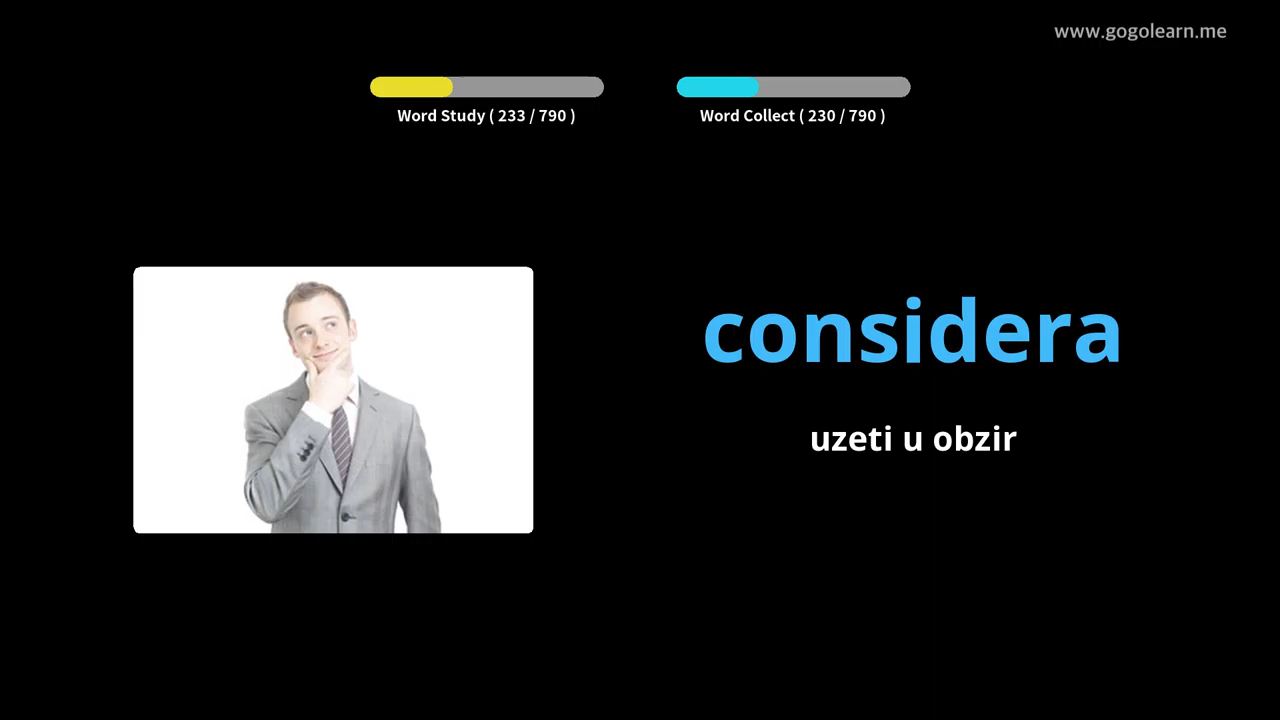 www.gogolearn.me
Word Study ( 233 / 790 )
Word Collect ( 230 / 790 )
considera
uzeti u obzir